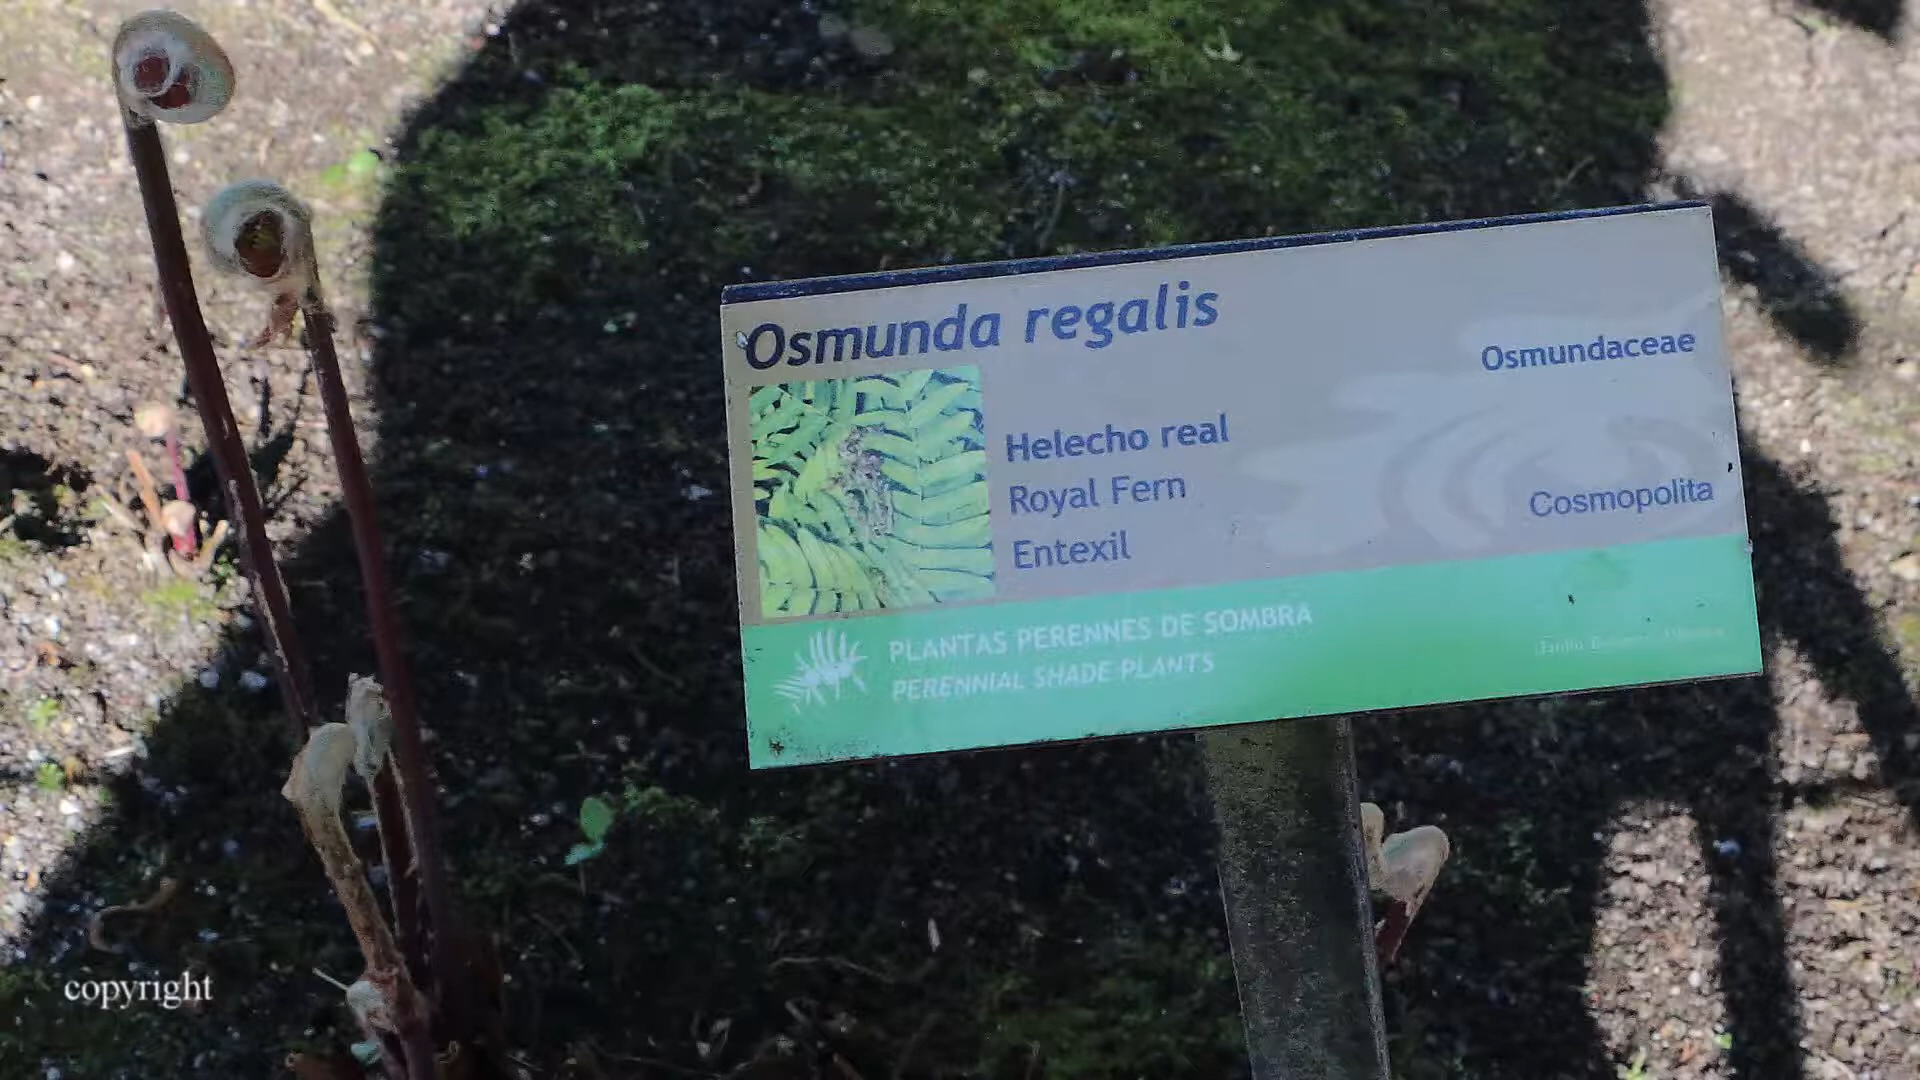 Osmunda regalis
Osmundaceae
Helecho real
Royal Fern
Entexil
Cosmopolita
PLANTAS PERENNES DE SOMBRA
PERENNIAL SHADE PLANTS
copyright